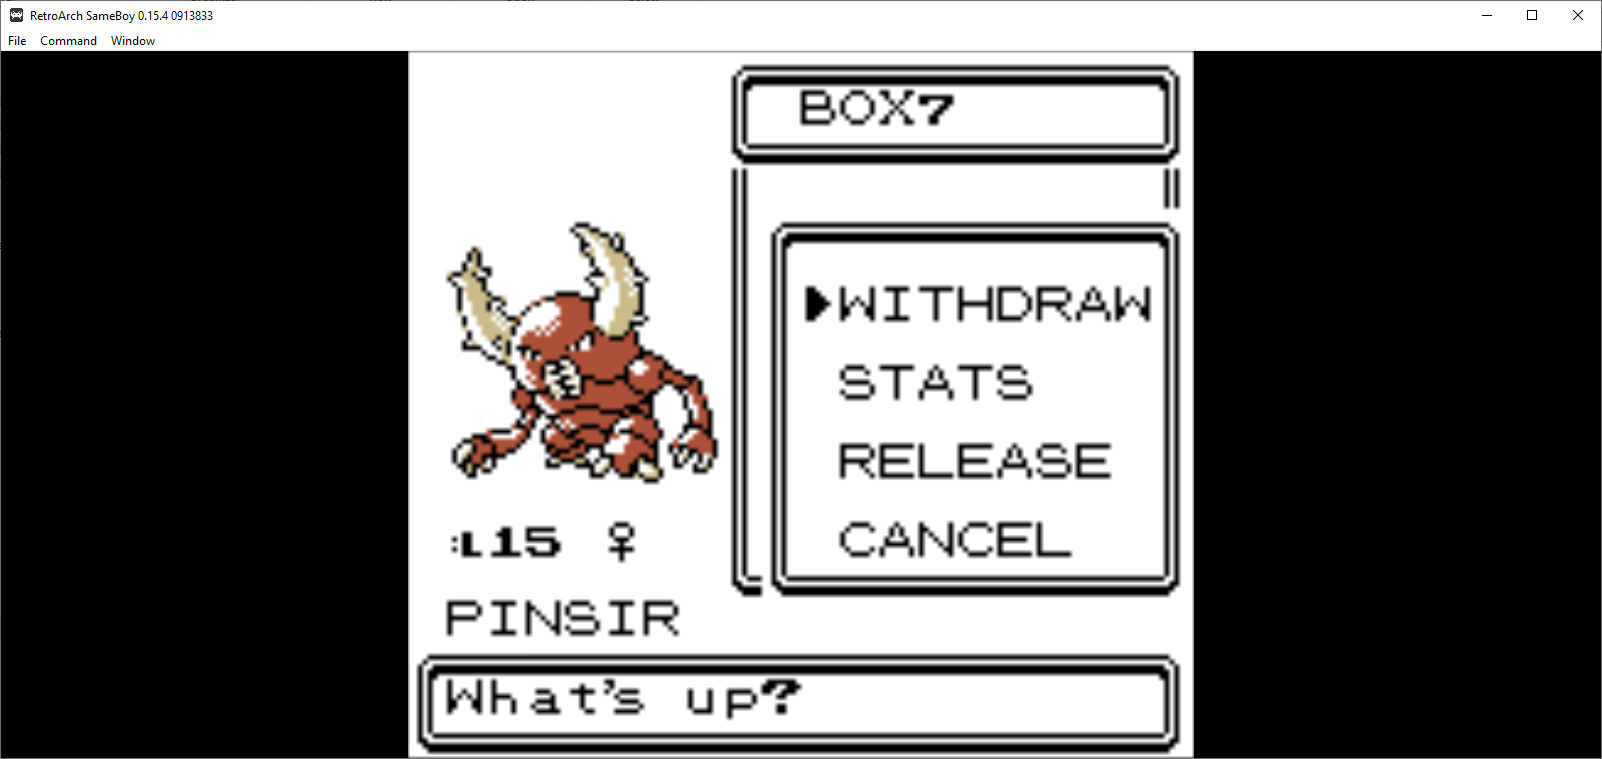 RetroArch SameBoy 0.15.4 0913833
File Command Window
BOX7
▶WITHDRAW
STATS
RELEASE
CANCEL
:L15 ♀
PINSIR
What's up?